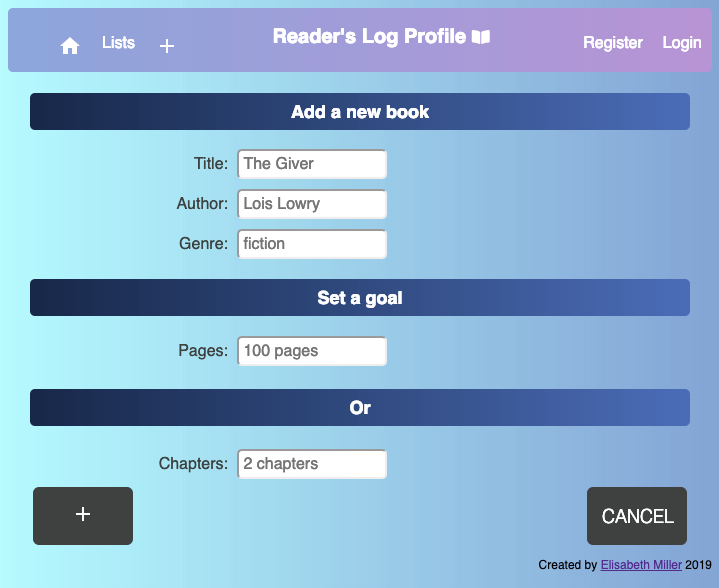 Lists + Reader's Log Profile Register Login
Add a new book
Title: The Giver
Author: Lois Lowry
Genre: fiction
Set a goal
Pages: 100 pages
Or
Chapters: 2 chapters
+ CANCEL
Created by Elisabeth Miller 2019